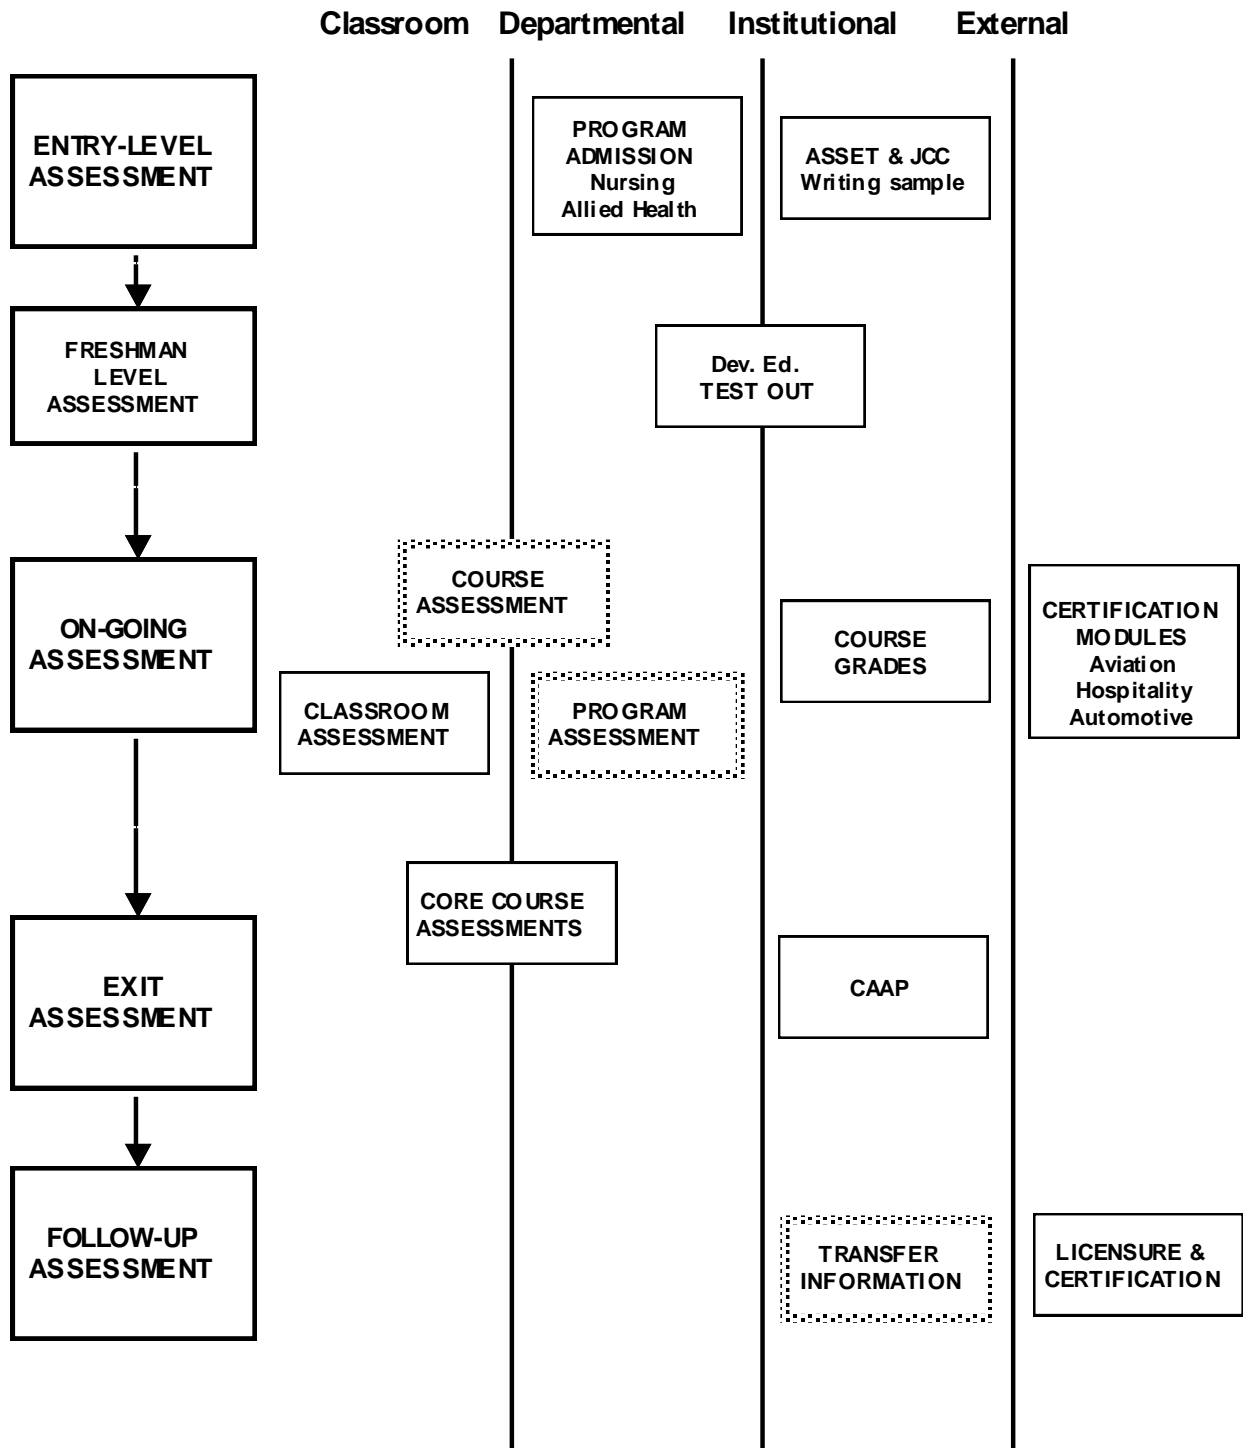 Classroom Departmental Institutional External
ENTRY-LEVEL
ASSESSMENT
PROGRAM
ADMISSION
Nursing
Allied Health
ASSET & JCC
Writing sample
FRESHMAN
LEVEL
ASSESSMENT
Dev. Ed.
TEST OUT
ON-GOING
ASSESSMENT
COURSE
ASSESSMENT
CLASSROOM
ASSESSMENT
PROGRAM
ASSESSMENT
COURSE
GRADES
CERTIFICATION
MODULES
Aviation
Hospitality
Automotive
CORE COURSE
ASSESSMENTS
EXIT
ASSESSMENT
CAAP
FOLLOW-UP
ASSESSMENT
TRANSFER
INFORMATION
LICENSURE &
CERTIFICATION